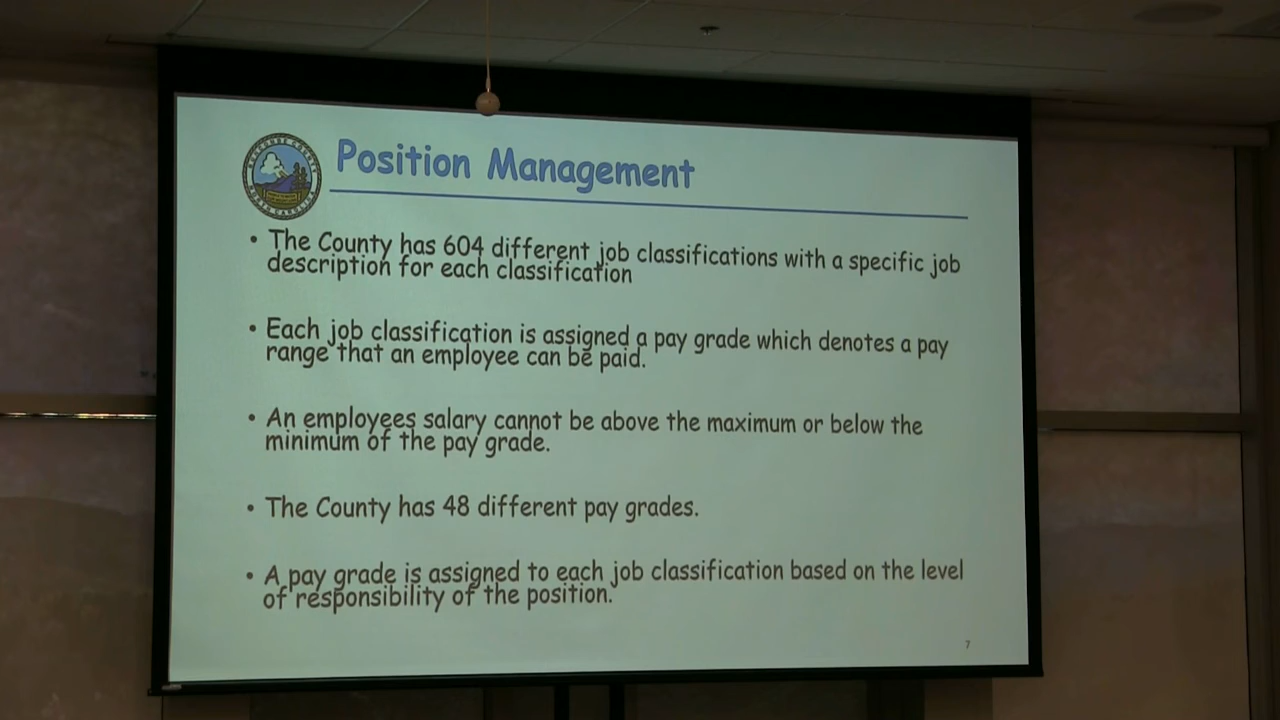 Position Management
• The County has 604 different job classifications with a specific job
description for each classification
• Each job classification is assigned a pay grade which denotes a pay
range that an employee can be paid.
• An employees salary cannot be above the maximum or below the
minimum of the pay grade.
• The County has 48 different pay grades.
• A pay grade is assigned to each job classification based on the level
of responsibility of the position.
7
NORTH CAROLINA